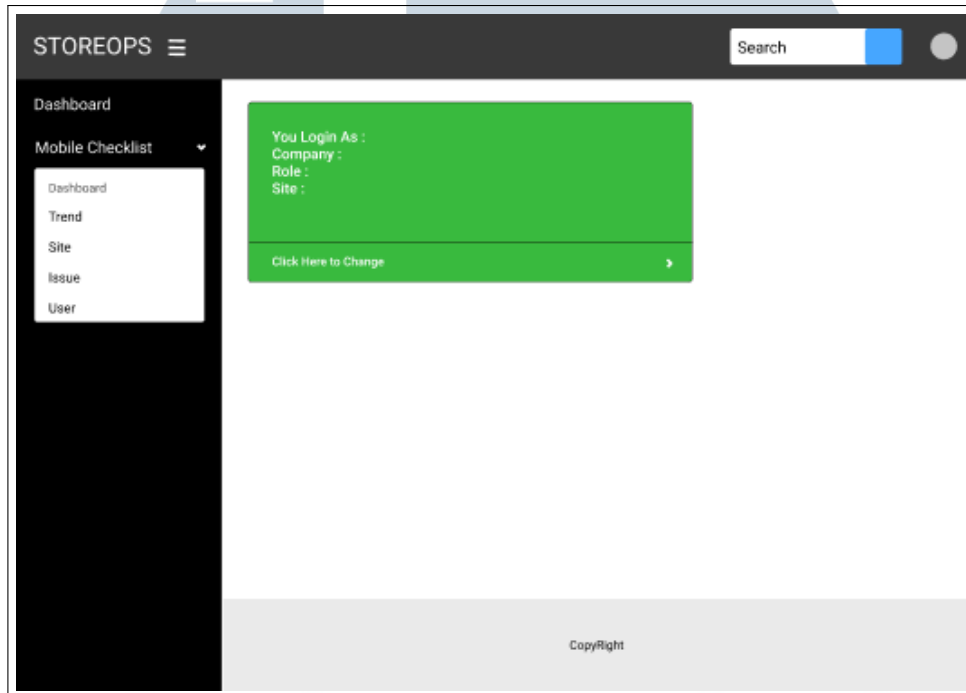 STOREOPS
Search
Dashboard
Mobile Checklist
Dashboard
Trend
Site
Issue
User
You Login As :
Company :
Role :
Site :
Click Here to Change
CopyRight